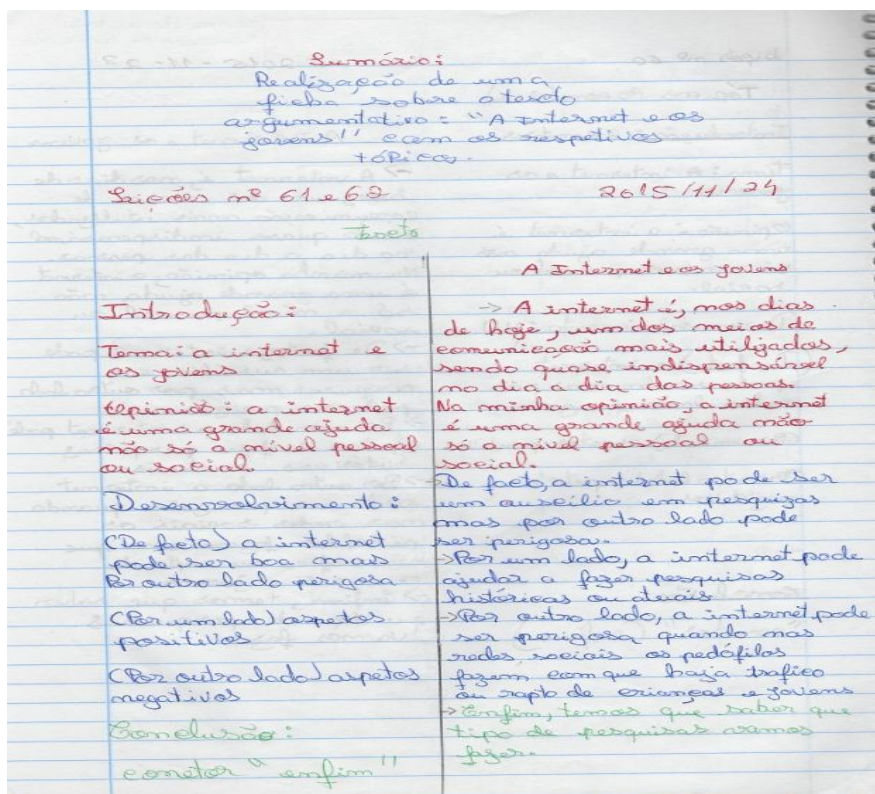 Sumário:
Realização de uma
ficha sobre o texto
argumentativo: "A Internet e os
jovens" e com os respetivos
tópicos.
Lições nº 61 e 62
2015/11/24
Texto
Introdução:
Tema: a internet e
os jovens
Opinião: a internet
é uma grande ajuda
não só a nível pessoal
ou social.
Desenvolvimento:
(De facto) a internet
pode ser boa mais
Por outro lado perigosa
(Por um lado) aspetos
positivos
(Por outro lado) aspetos
negativos
Conclusão:
conetor "enfim"
A Internet e os jovens
→ A internet é, nos dias
de hoje, um dos meios de
comunicação mais utilizados,
sendo quase indispensável
no dia a dia das pessoas.
Na minha opinião, a internet
é uma grande ajuda não
só a nível pessoal ou
social.
De facto, a internet pode ser
um auxílio em pesquizas
mas por outro lado pode
ser perigosa.
→ Por um lado, a internet pode
ajudar a fazer pesquisas
históricas ou atuais
→ Por outro lado, a internet pode
ser perigosa quando nas
redes sociais os pedófilos
fazem com que haja trafico
ou rapto de crianças e jovens
→ Enfim, temos que saber que
tipo de pesquisas vamos
fazer.